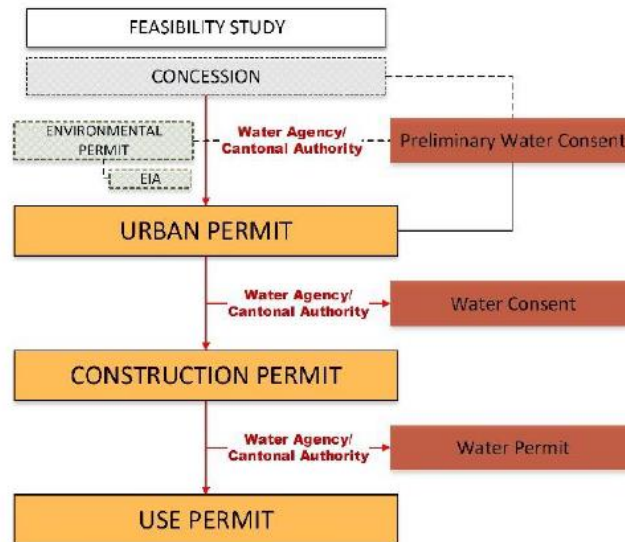 FEASIBILITY STUDY
CONCESSION
ENVIRONMENTAL
PERMIT
EIA
Water Agency/
Cantonal Authority
Preliminary Water Consent
URBAN PERMIT
Water Agency/
Cantonal Authority
Water Consent
CONSTRUCTION PERMIT
Water Agency/
Cantonal Authority
Water Permit
USE PERMIT